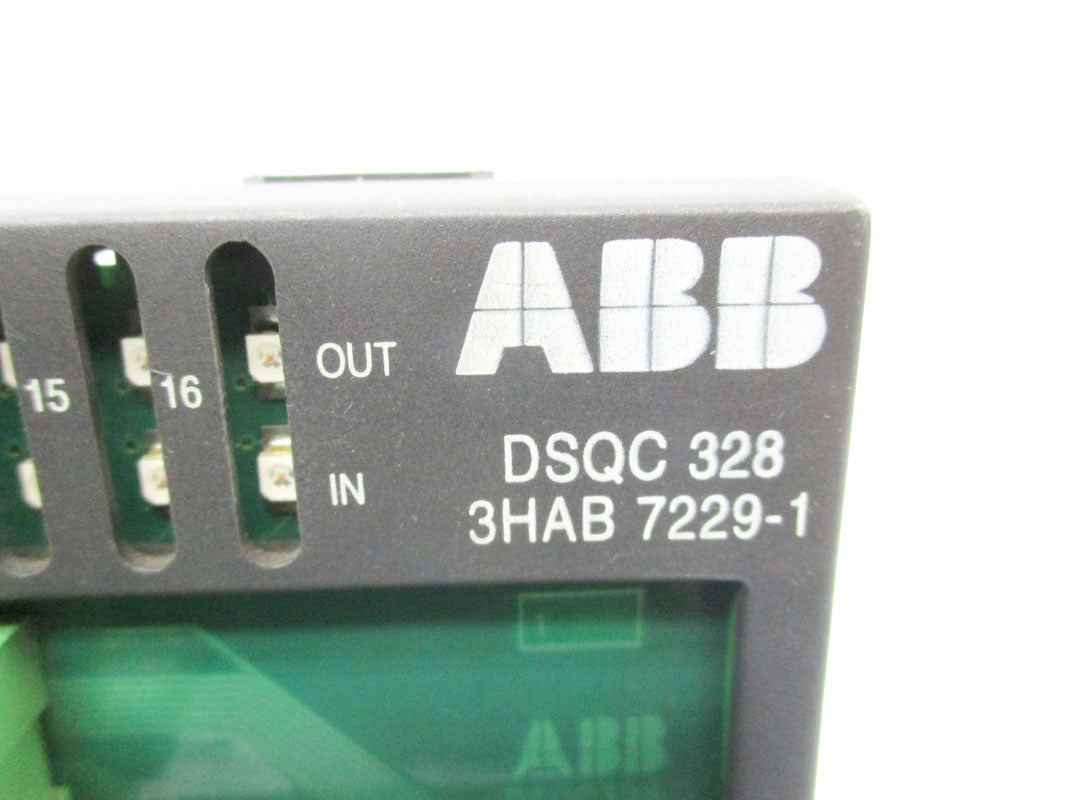 ABB
OUT
15 16
IN
DSQC 328
3HAB 7229-1
ABB